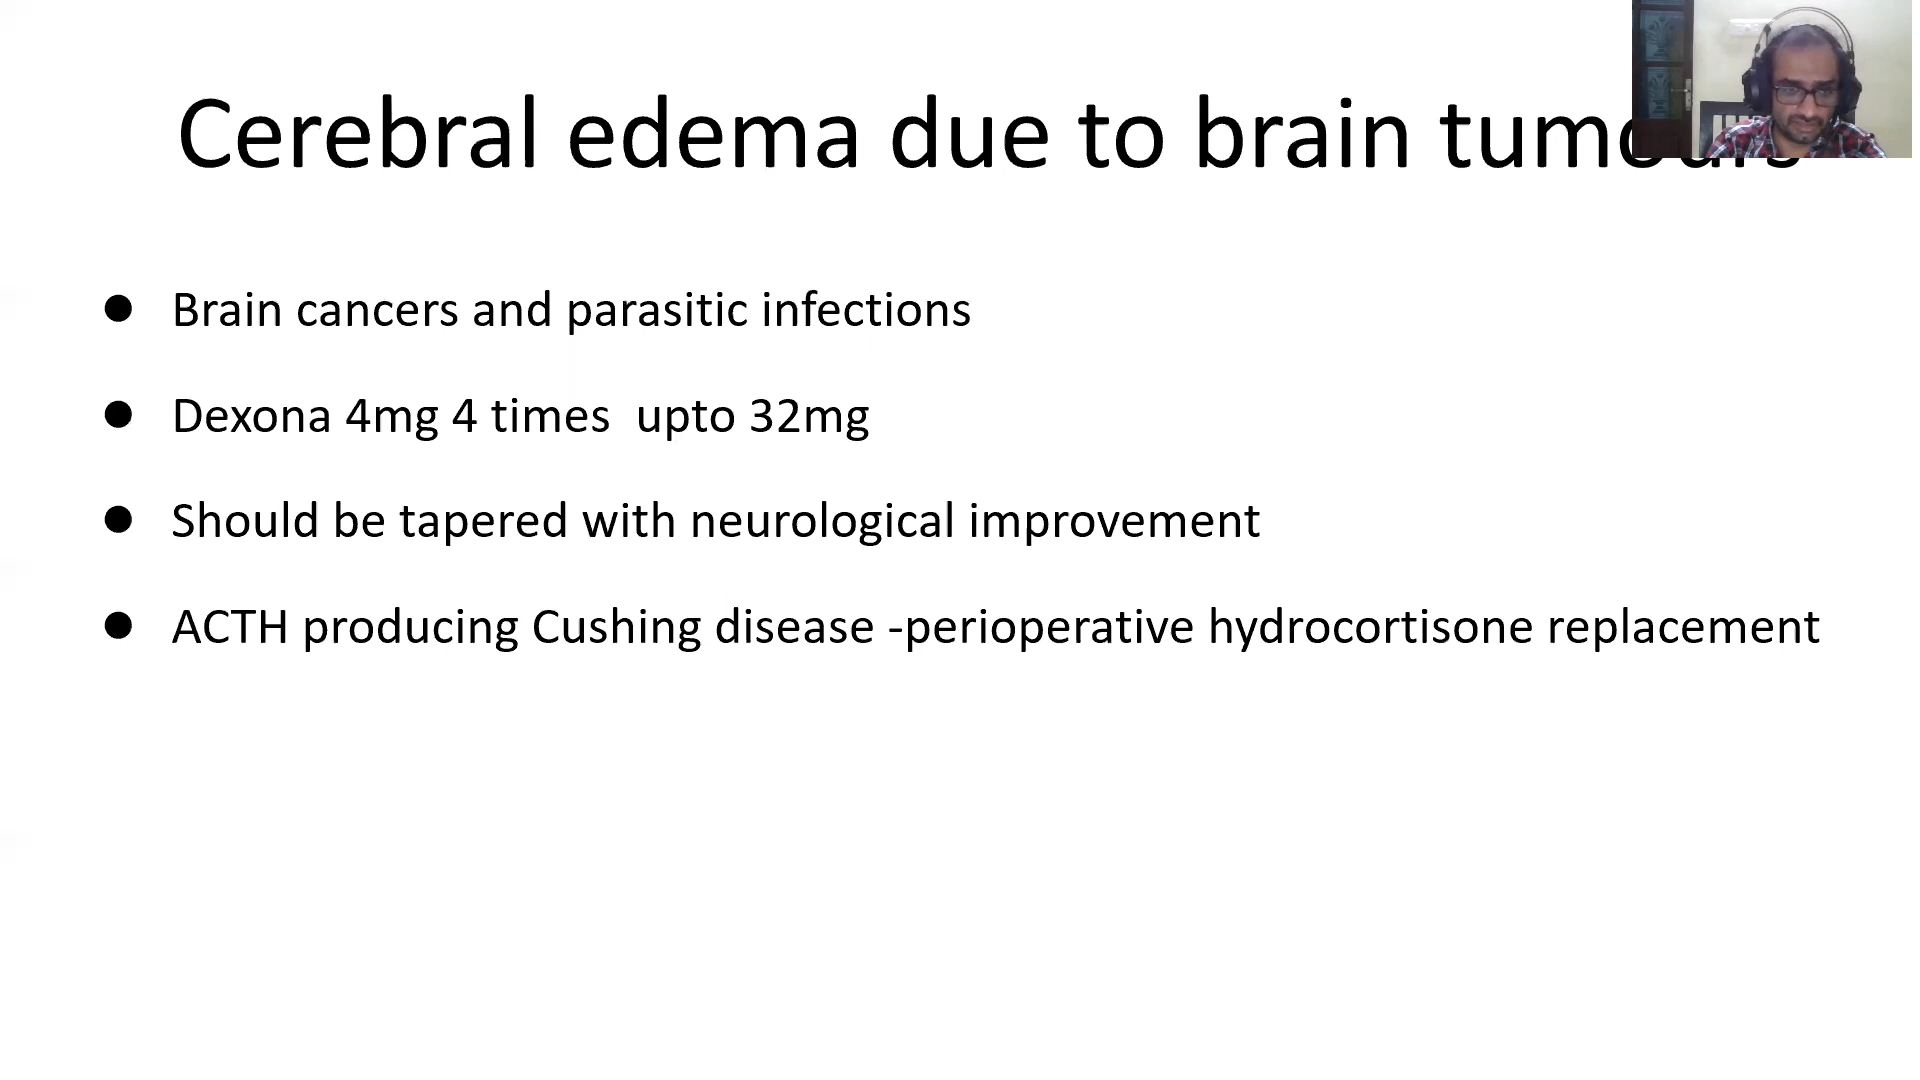 Cerebral edema due to brain tumours
● Brain cancers and parasitic infections
● Dexona 4mg 4 times  upto 32mg
● Should be tapered with neurological improvement
● ACTH producing Cushing disease -perioperative hydrocortisone replacement